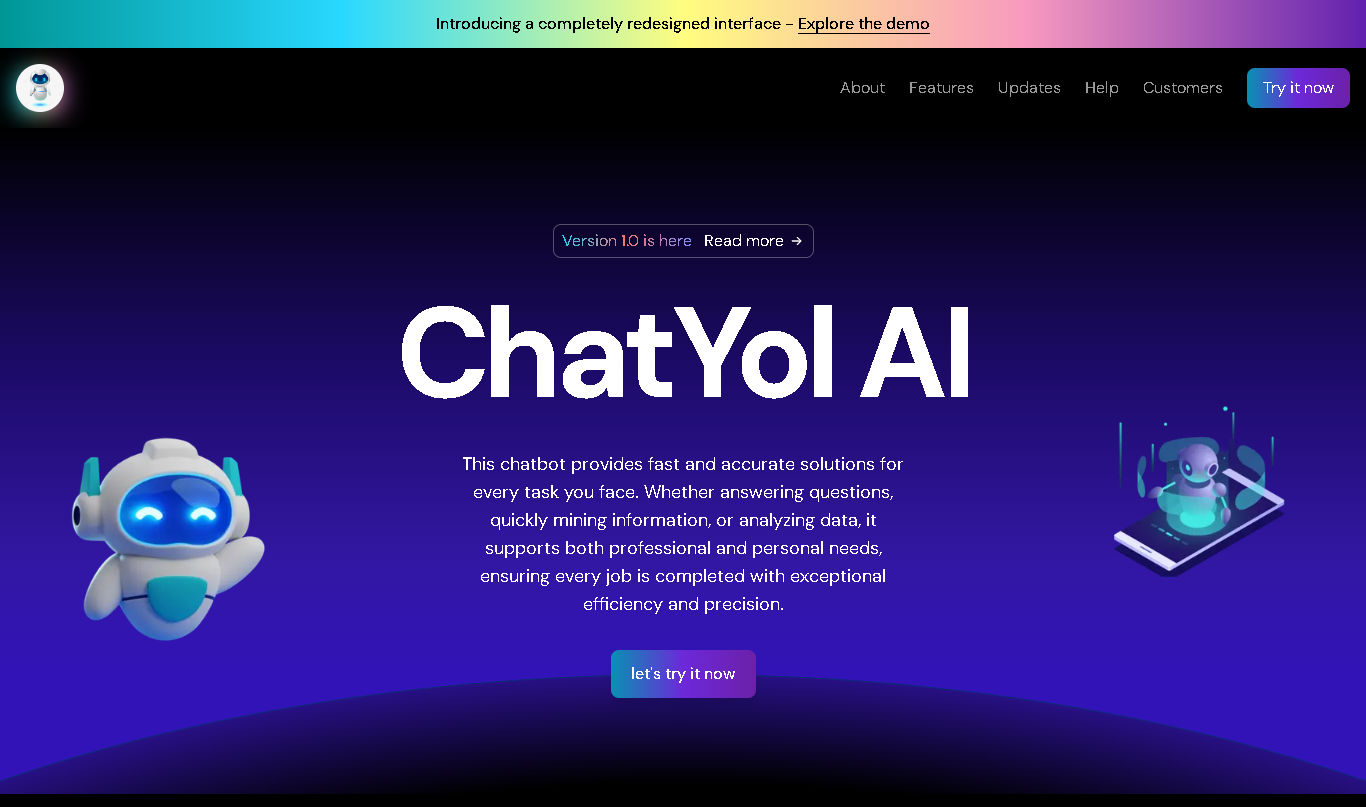 Introducing a completely redesigned interface - Explore the demo
About Features Updates Help Customers Try it now
Version 1.0 is here Read more →
ChatYol AI
This chatbot provides fast and accurate solutions for
every task you face. Whether answering questions,
quickly mining information, or analyzing data, it
supports both professional and personal needs,
ensuring every job is completed with exceptional
efficiency and precision.
let's try it now